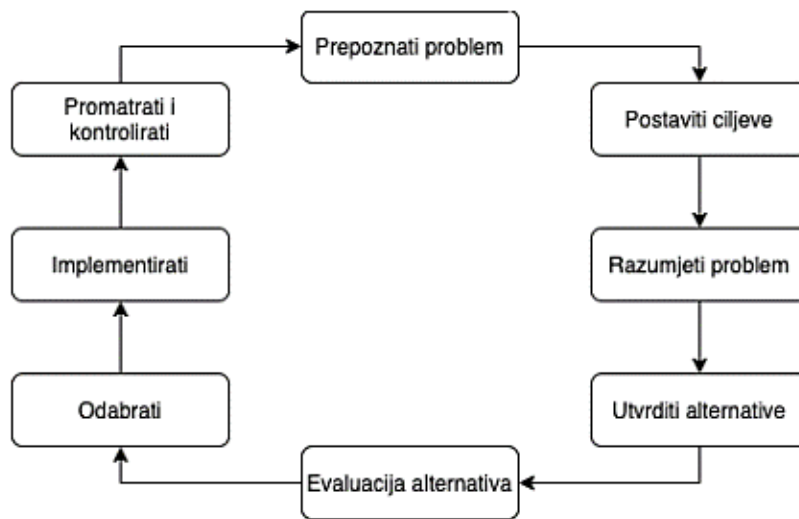 Prepoznati problem
Postaviti ciljeve
Razumjeti problem
Utvrditi alternative
Evaluacija alternativa
Odabrati
Implementirati
Promatrati i
kontrolirati